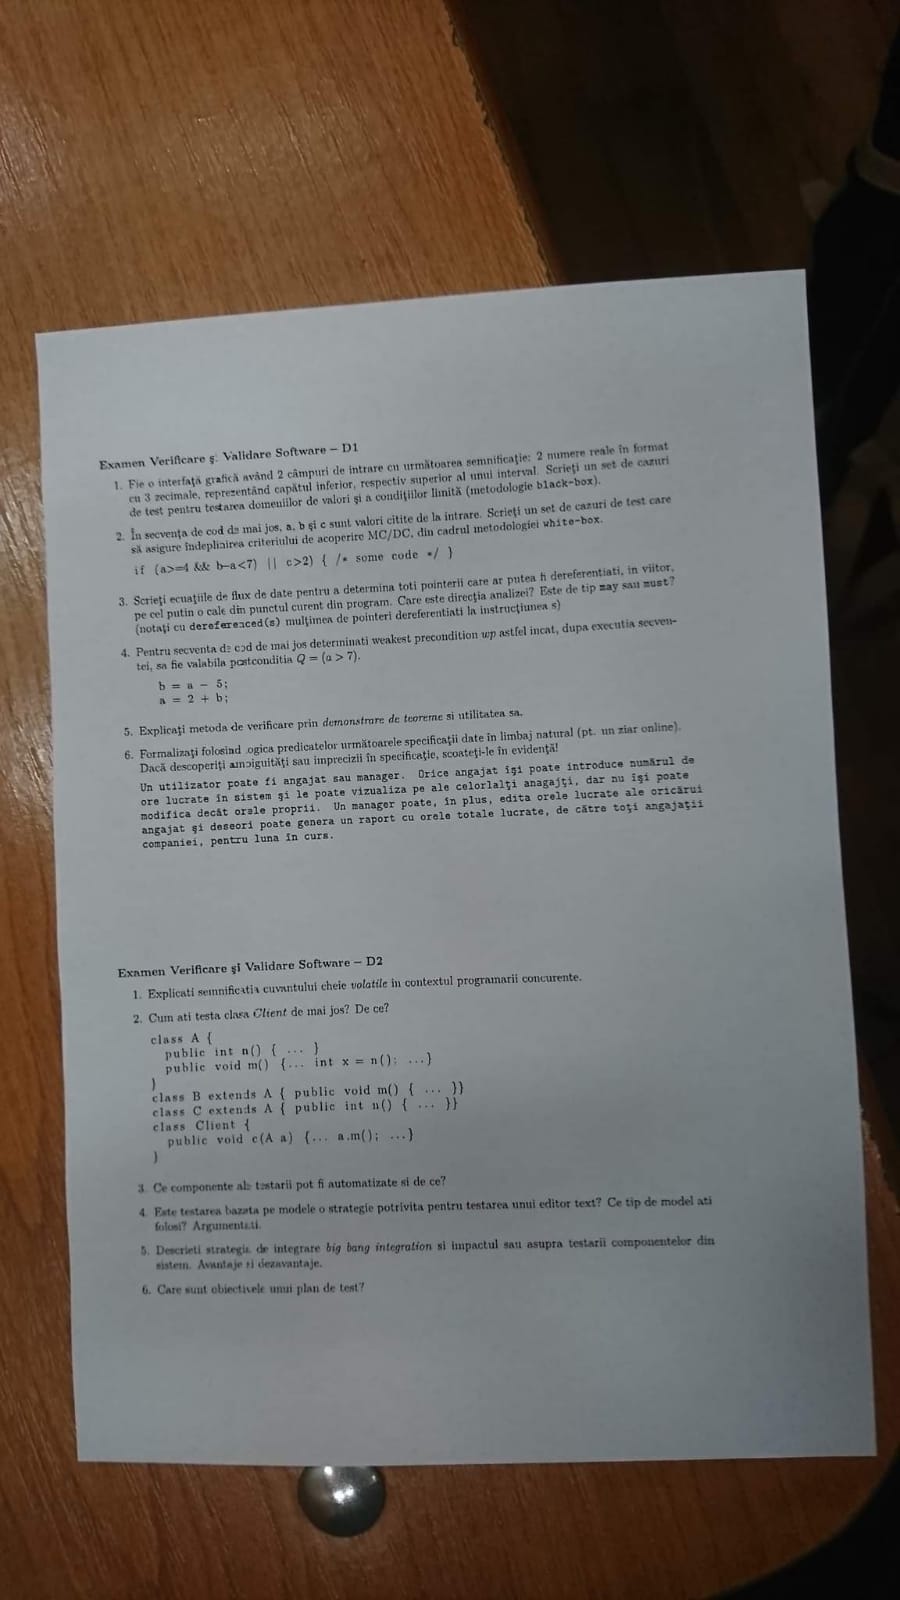 Examen Verificare ş. Validare Software – D1
1. Fie o interfaţă grafică având 2 câmpuri de intrare cu următoarea semnificaţie: 2 numere reale în format
cu 3 zecimale, reprezentând capătul inferior, respectiv superior al unui interval. Scrieţi un set de cazuri
de test pentru testarea domeniilor de valori şi a condiţiilor limită (metodologie black-box).
2. În secvenţa de cod de mai jos, a, b şi c sunt valori citite de la intrare. Scrieţi un set de cazuri de test care
să asigure îndeplinirea criteriului de acoperire MC/DC, din cadrul metodologiei white-box.
if (a>=4 && b-a<7) || c>2) { /* some code */ }
3. Scrieţi ecuaţiile de flux de date pentru a determina toti pointerii care ar putea fi dereferentiati, in viitor,
pe cel putin o cale din punctul curent din program. Care este direcţia analizei? Este de tip may sau must?
(notaţi cu dereferenced(s) mulţimea de pointeri dereferentiati la instrucţiunea s)
4. Pentru secventa de cod de mai jos determinati weakest precondition wp astfel incat, dupa executia secven-
tei, sa fie valabila postconditia Q = (a > 7).
b = a - 5;
a = 2 + b;
5. Explicaţi metoda de verificare prin demonstrare de teoreme si utilitatea sa.
6. Formalizaţi folosind logica predicatelor următoarele specificaţii date în limbaj natural (pt. un ziar online).
Dacă descoperiţi ambiguităţi sau imprecizii în specificaţie, scoateţi-le în evidenţă!
Un utilizator poate fi angajat sau manager. Orice angajat îşi poate introduce numărul de
ore lucrate în sistem şi le poate vizualiza pe ale celorlalţi anagajţi, dar nu îşi poate
modifica decât orele proprii. Un manager poate, în plus, edita orele lucrate ale oricărui
angajat şi deseori poate genera un raport cu orele totale lucrate, de către toţi angajaţii
companiei, pentru luna în curs.
Examen Verificare şi Validare Software – D2
1. Explicati semnificatia cuvantului cheie volatile in contextul programarii concurente.
2. Cum ati testa clasa Client de mai jos? De ce?
class A {
public int n() { ... }
public void m() {... int x = n(); ...}
}
class B extends A { public void m() { ... }}
class C extends A { public int n() { ... }}
class Client {
public void c(A a) {... a.m(); ...}
}
3. Ce componente ale testarii pot fi automatizate si de ce?
4. Este testarea bazata pe modele o strategie potrivita pentru testarea unui editor text? Ce tip de model ati
folosi? Argumentati.
5. Descrieti strategia de integrare big bang integration si impactul sau asupra testarii componentelor din
sistem. Avantaje si dezavantaje.
6. Care sunt obiectivele unui plan de test?